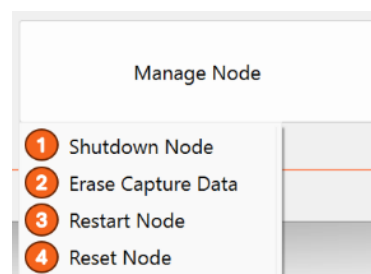 Manage Node
1 Shutdown Node
2 Erase Capture Data
3 Restart Node
4 Reset Node